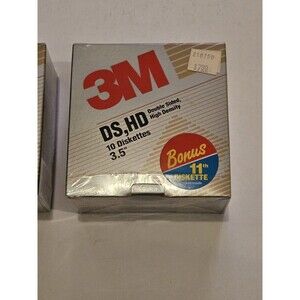 3M
DS,HD
Double Sided,
High Density
10 Diskettes
3.5"
Bonus
11th
DISKETTE